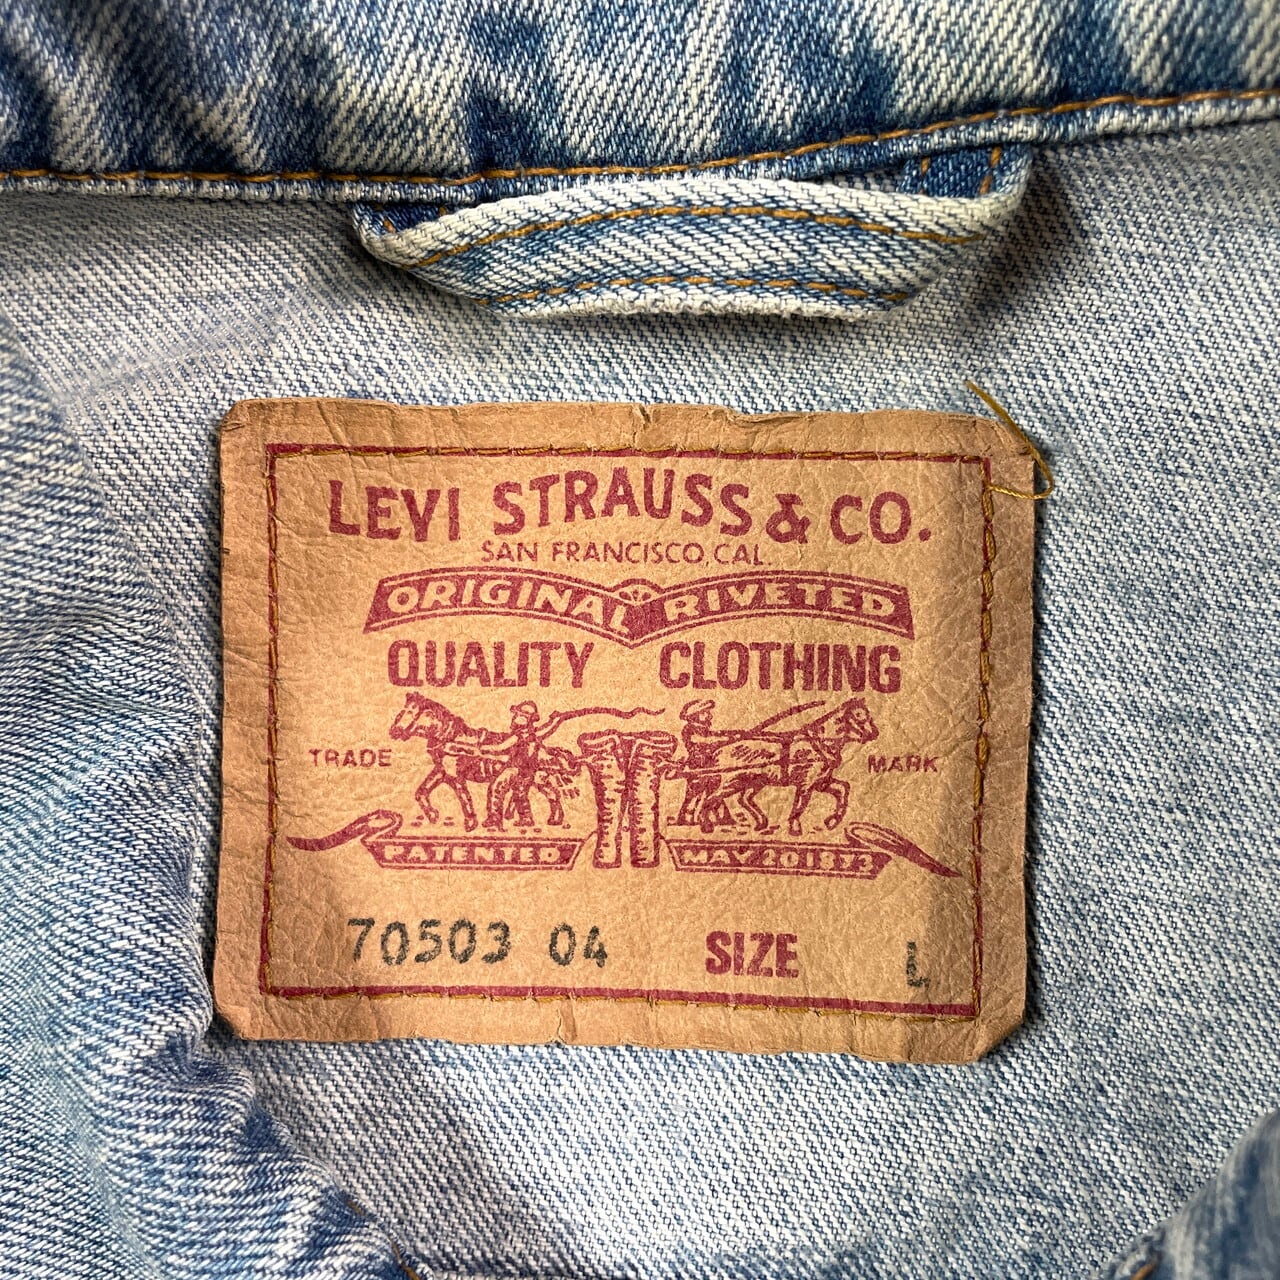 LEVI STRAUSS & CO.
SAN FRANCISCO, CAL.
ORIGINAL RIVETED
QUALITY CLOTHING
TRADE MARK
PATENTED MAY 20 1873
70503 04 SIZE L